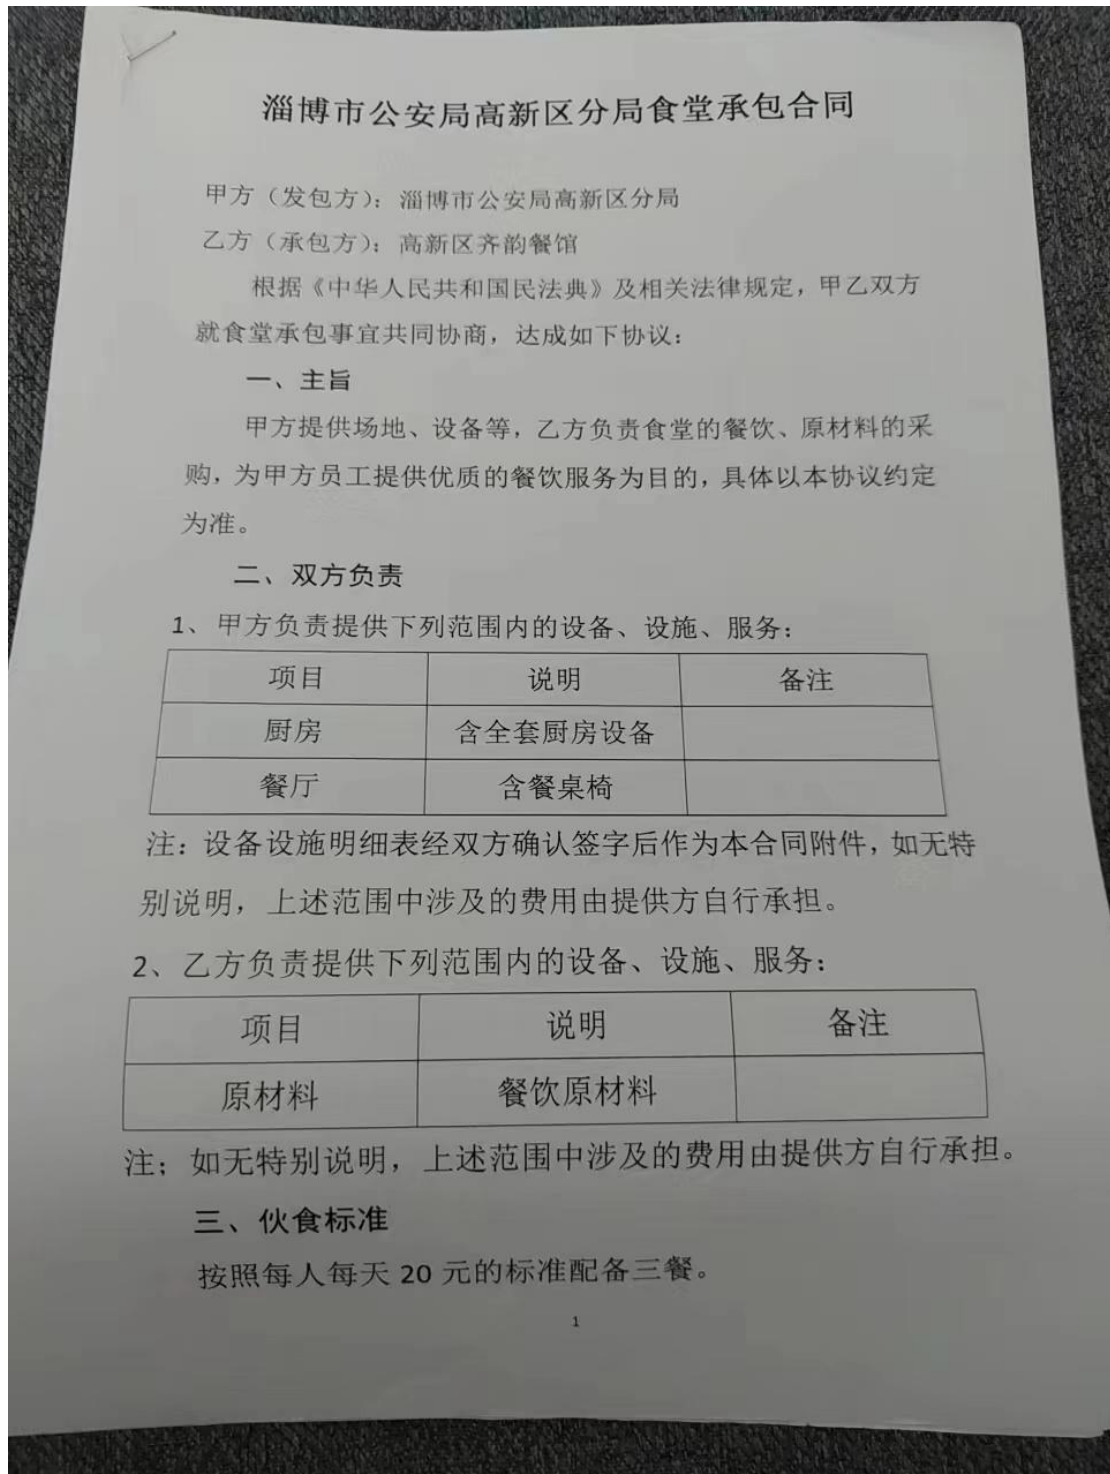 淄博市公安局高新区分局食堂承包合同
甲方（发包方）：淄博市公安局高新区分局
乙方（承包方）：高新区齐韵餐馆
根据《中华人民共和国民法典》及相关法律规定，甲乙双方
就食堂承包事宜共同协商，达成如下协议：
一、主旨
甲方提供场地、设备等，乙方负责食堂的餐饮、原材料的采
购，为甲方员工提供优质的餐饮服务为目的，具体以本协议约定
为准。
二、双方负责
1、甲方负责提供下列范围内的设备、设施、服务：
项目 说明 备注
厨房 含全套厨房设备
餐厅 含餐桌椅
注：设备设施明细表经双方确认签字后作为本合同附件，如无特
别说明，上述范围中涉及的费用由提供方自行承担。
2、乙方负责提供下列范围内的设备、设施、服务：
项目 说明 备注
原材料 餐饮原材料
注；如无特别说明，上述范围中涉及的费用由提供方自行承担。
三、伙食标准
按照每人每天 20 元的标准配备三餐。
1